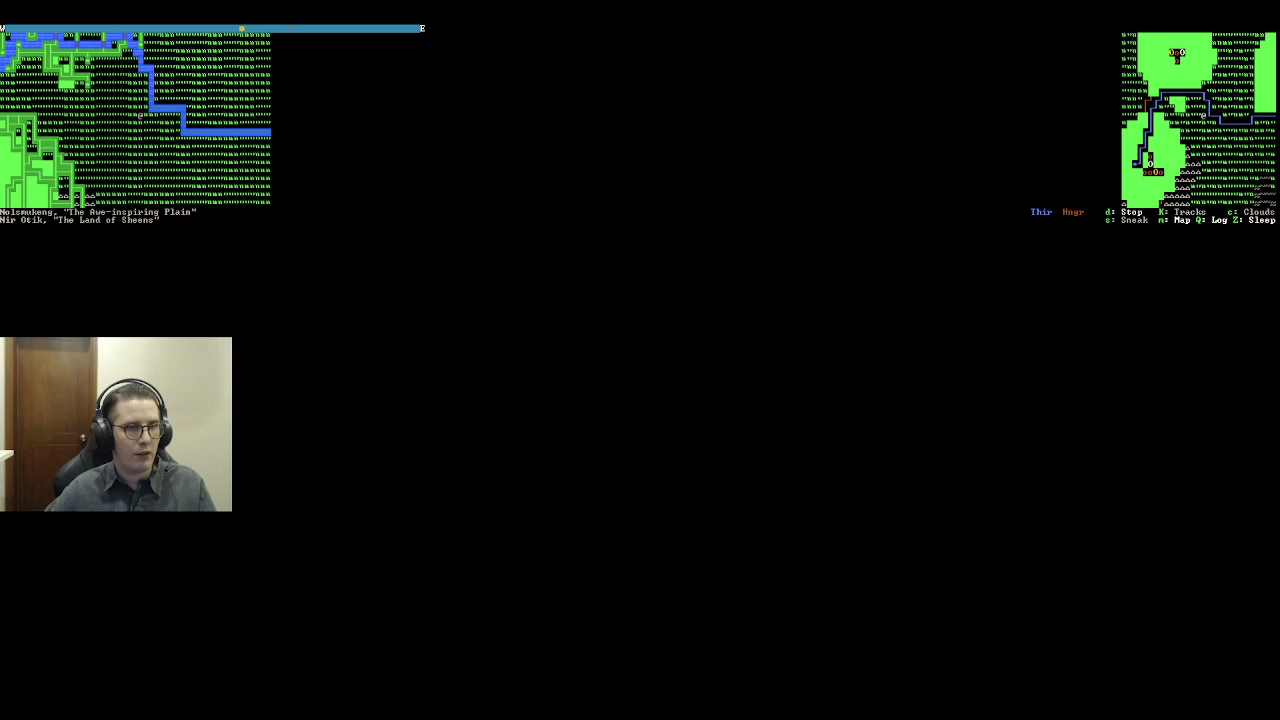 W E
Nolsmukeng, "The Awe-inspiring Plain"
Nir Otik, "The Land of Sheens"
Thir Hngr d: Stop K: Tracks c: Clouds
s: Sneak m: Map Q: Log Z: Sleep